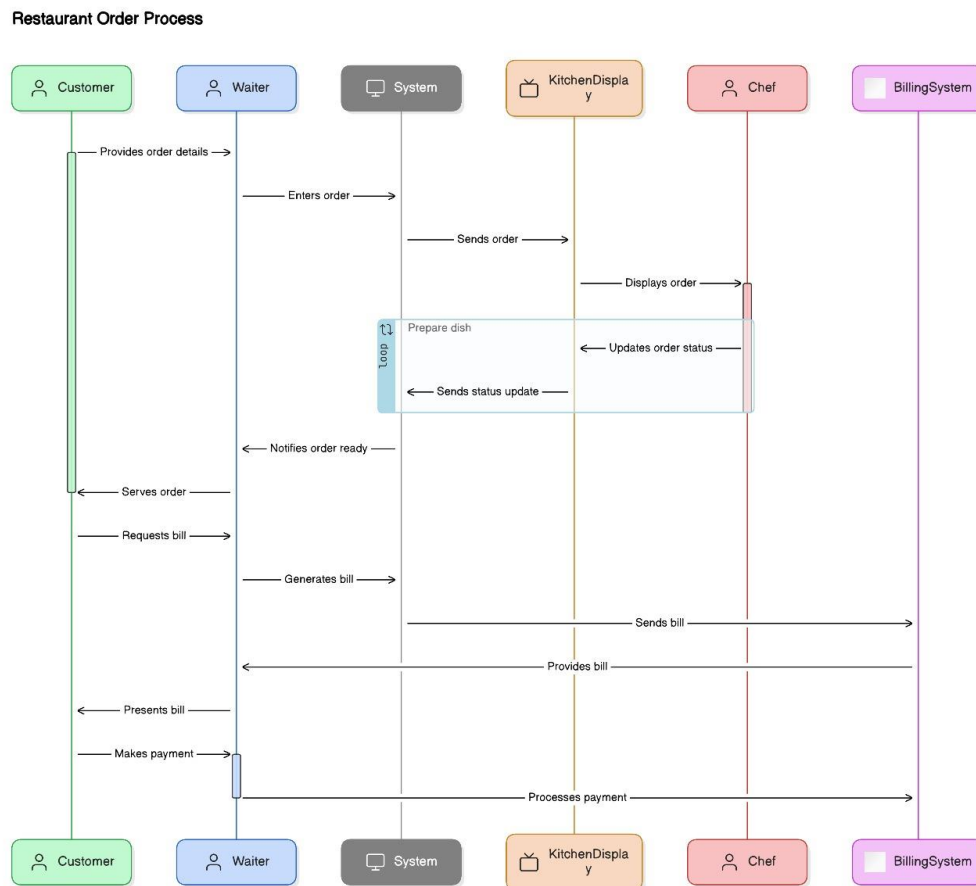 Restaurant Order Process
Customer
Waiter
System
KitchenDispla
y
Chef
BillingSystem
Provides order details
Enters order
Sends order
Displays order
loop
Prepare dish
Updates order status
Sends status update
Notifies order ready
Serves order
Requests bill
Generates bill
Sends bill
Provides bill
Presents bill
Makes payment
Processes payment
Customer
Waiter
System
KitchenDispla
y
Chef
BillingSystem